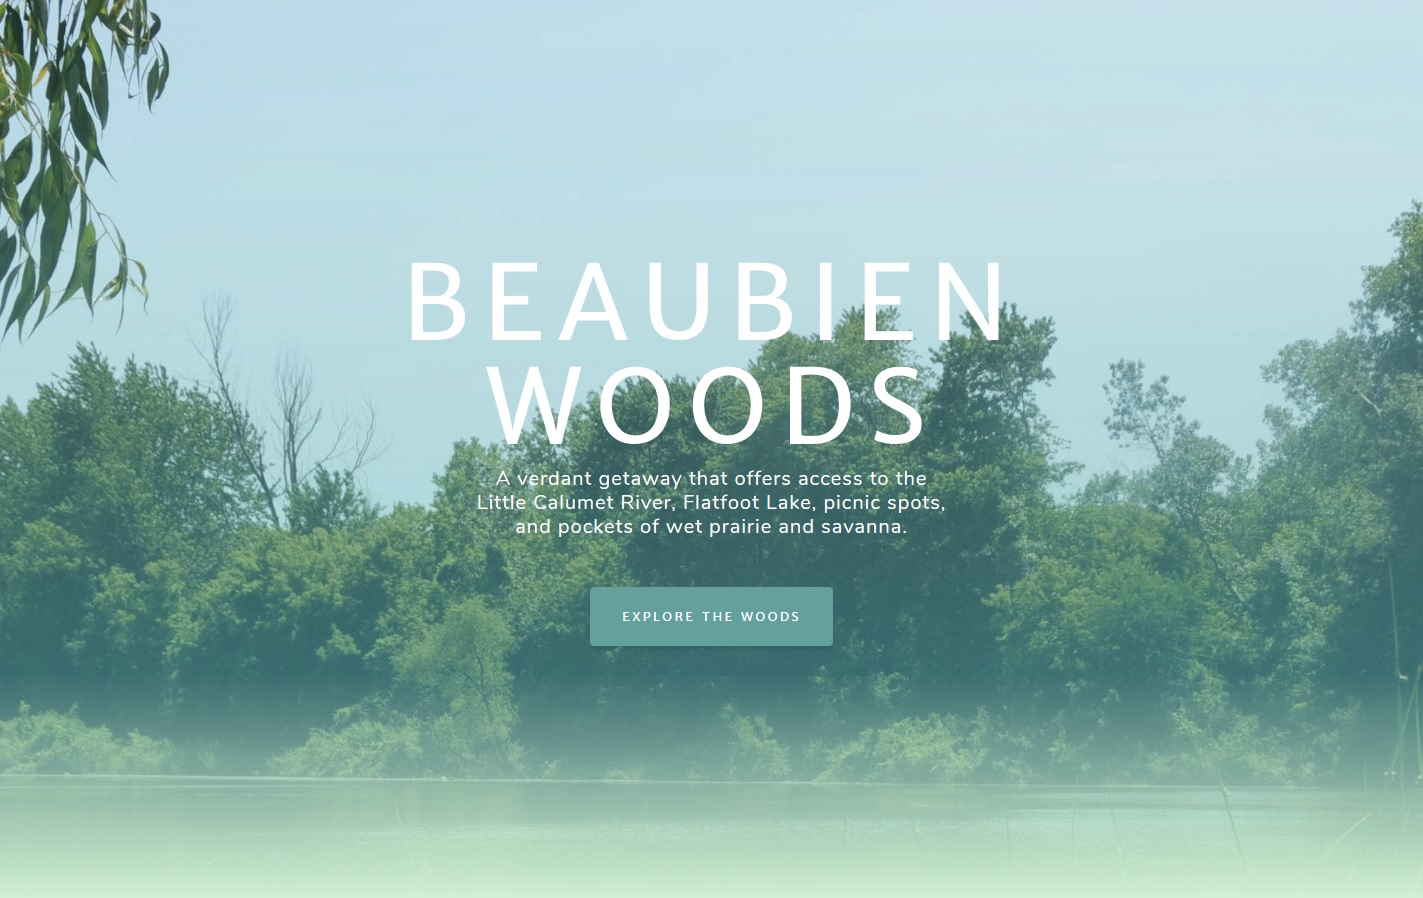 BEAUBIEN
WOODS
A verdant getaway that offers access to the
Little Calumet River, Flatfoot Lake, picnic spots,
and pockets of wet prairie and savanna.
EXPLORE THE WOODS